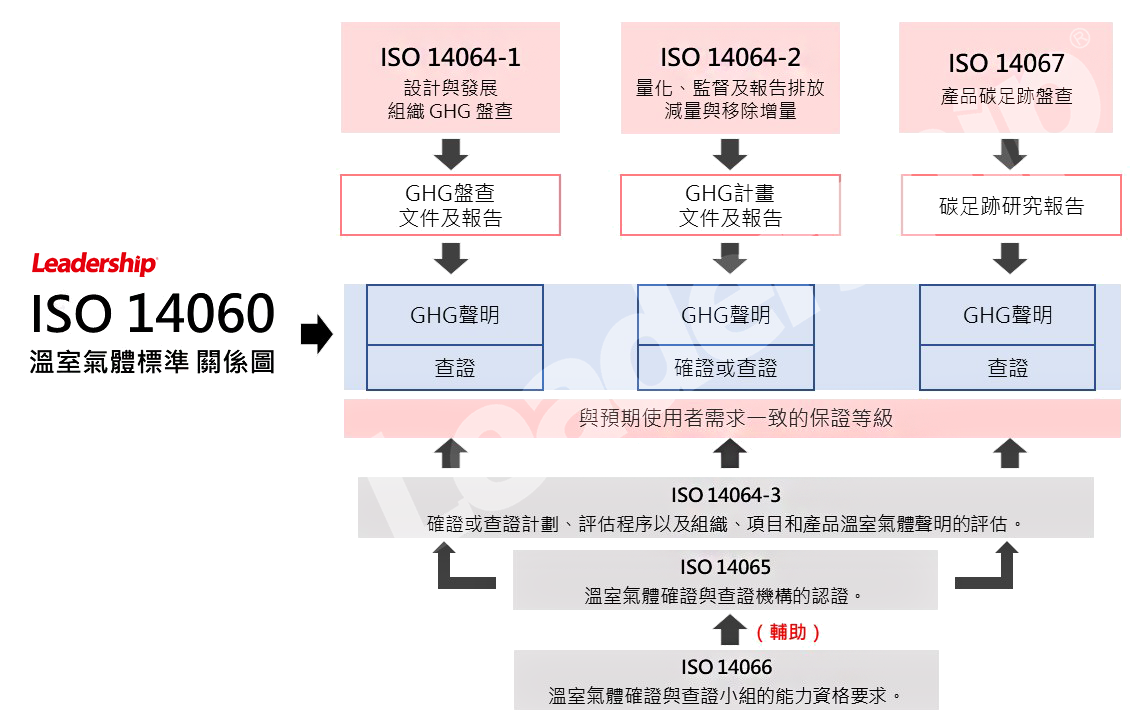 ISO 14064-1
設計與發展
組織 GHG 盤查
ISO 14064-2
量化、監督及報告排放
減量與移除增量
ISO 14067
產品碳足跡盤查
GHG盤查
文件及報告
GHG計畫
文件及報告
碳足跡研究報告
Leadership
ISO 14060
溫室氣體標準 關係圖
GHG聲明
查證
GHG聲明
確證或查證
GHG聲明
查證
與預期使用者需求一致的保證等級
ISO 14064-3
確證或查證計劃、評估程序以及組織、項目和產品溫室氣體聲明的評估。
ISO 14065
溫室氣體確證與查證機構的認證。
（輔助）
ISO 14066
溫室氣體確證與查證小組的能力資格要求。
Leadership®